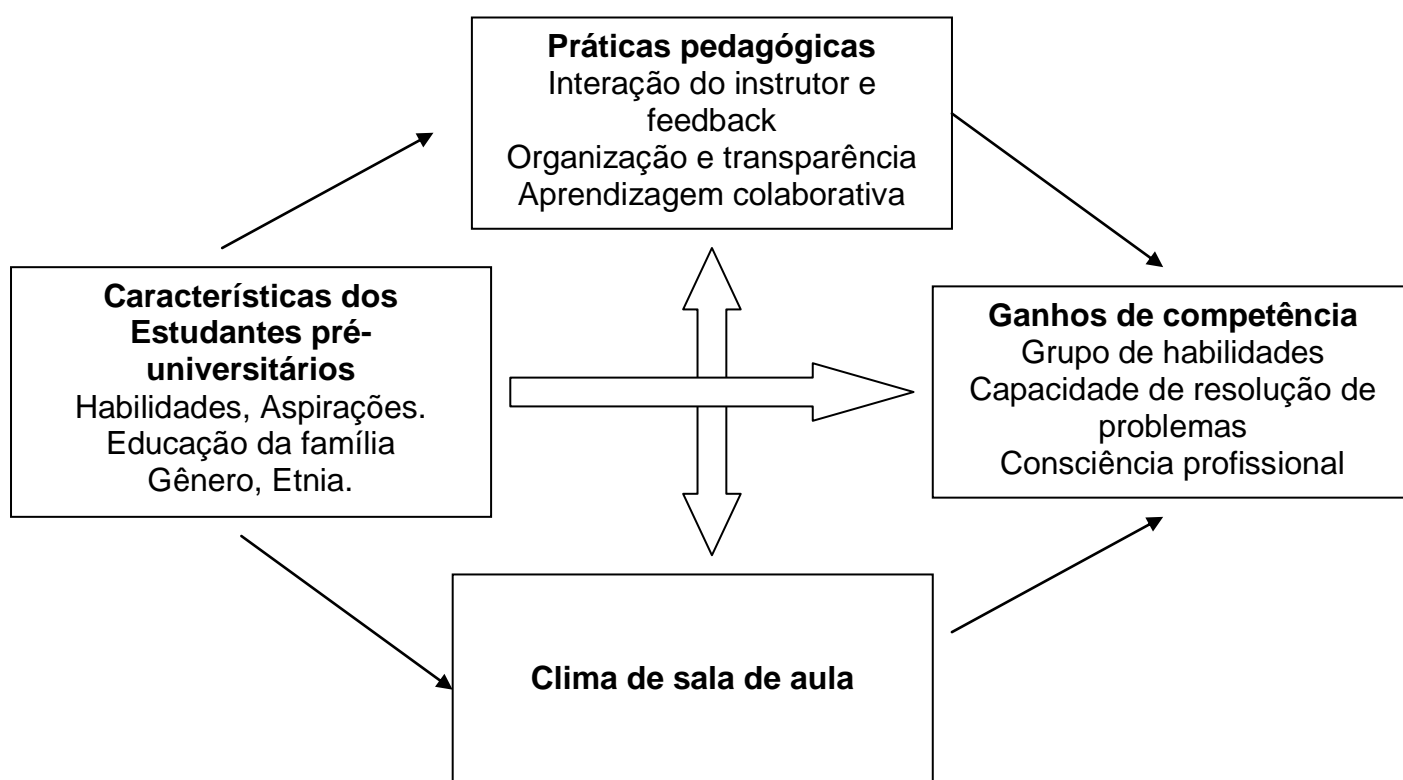 Práticas pedagógicas
Interação do instrutor e
feedback
Organização e transparência
Aprendizagem colaborativa
Características dos
Estudantes pré-
universitários
Habilidades, Aspirações.
Educação da família
Gênero, Etnia.
Ganhos de competência
Grupo de habilidades
Capacidade de resolução de
problemas
Consciência profissional
Clima de sala de aula